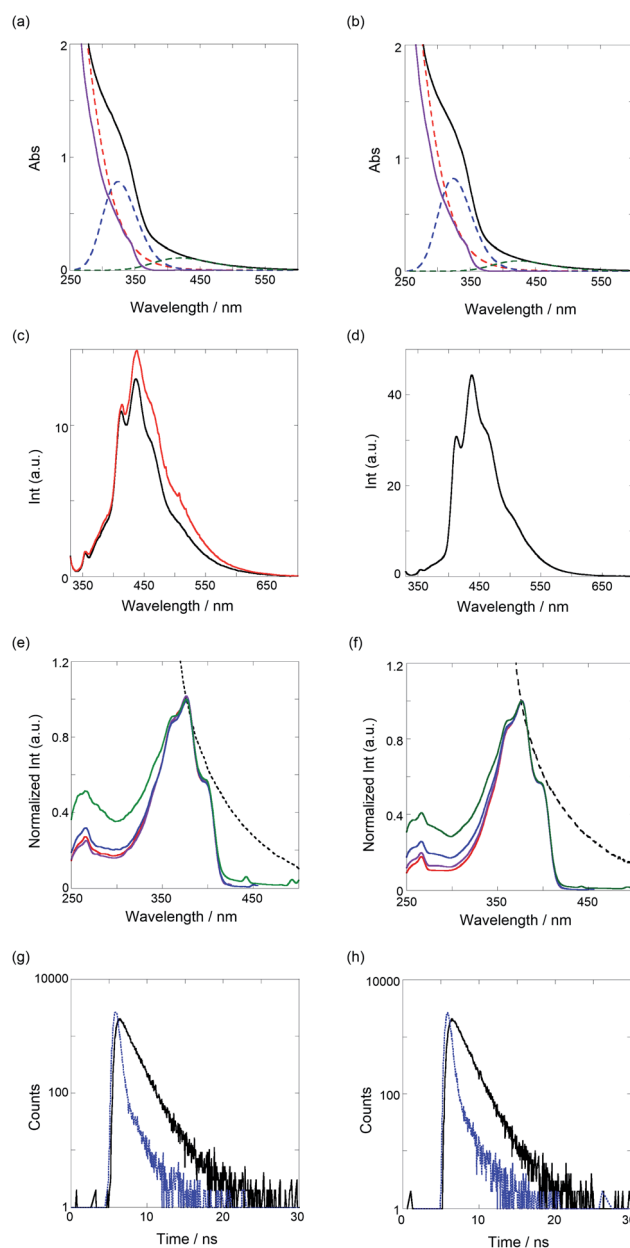 (a)
(b)
2
1
0
Abs
250
350
450
550
Wavelength / nm
2
1
0
Abs
250
350
450
550
Wavelength / nm
(c)
(d)
10
0
Int (a.u.)
350
450
550
650
Wavelength / nm
40
20
0
Int (a.u.)
350
450
550
650
Wavelength / nm
(e)
(f)
1.2
0.8
0.4
0
Normalized Int (a.u.)
250
350
450
Wavelength / nm
1.2
0.8
0.4
0
Normalized Int (a.u.)
250
350
450
Wavelength / nm
(g)
(h)
10000
100
1
Counts
0
10
20
30
Time / ns
10000
100
1
Counts
0
10
20
30
Time / ns